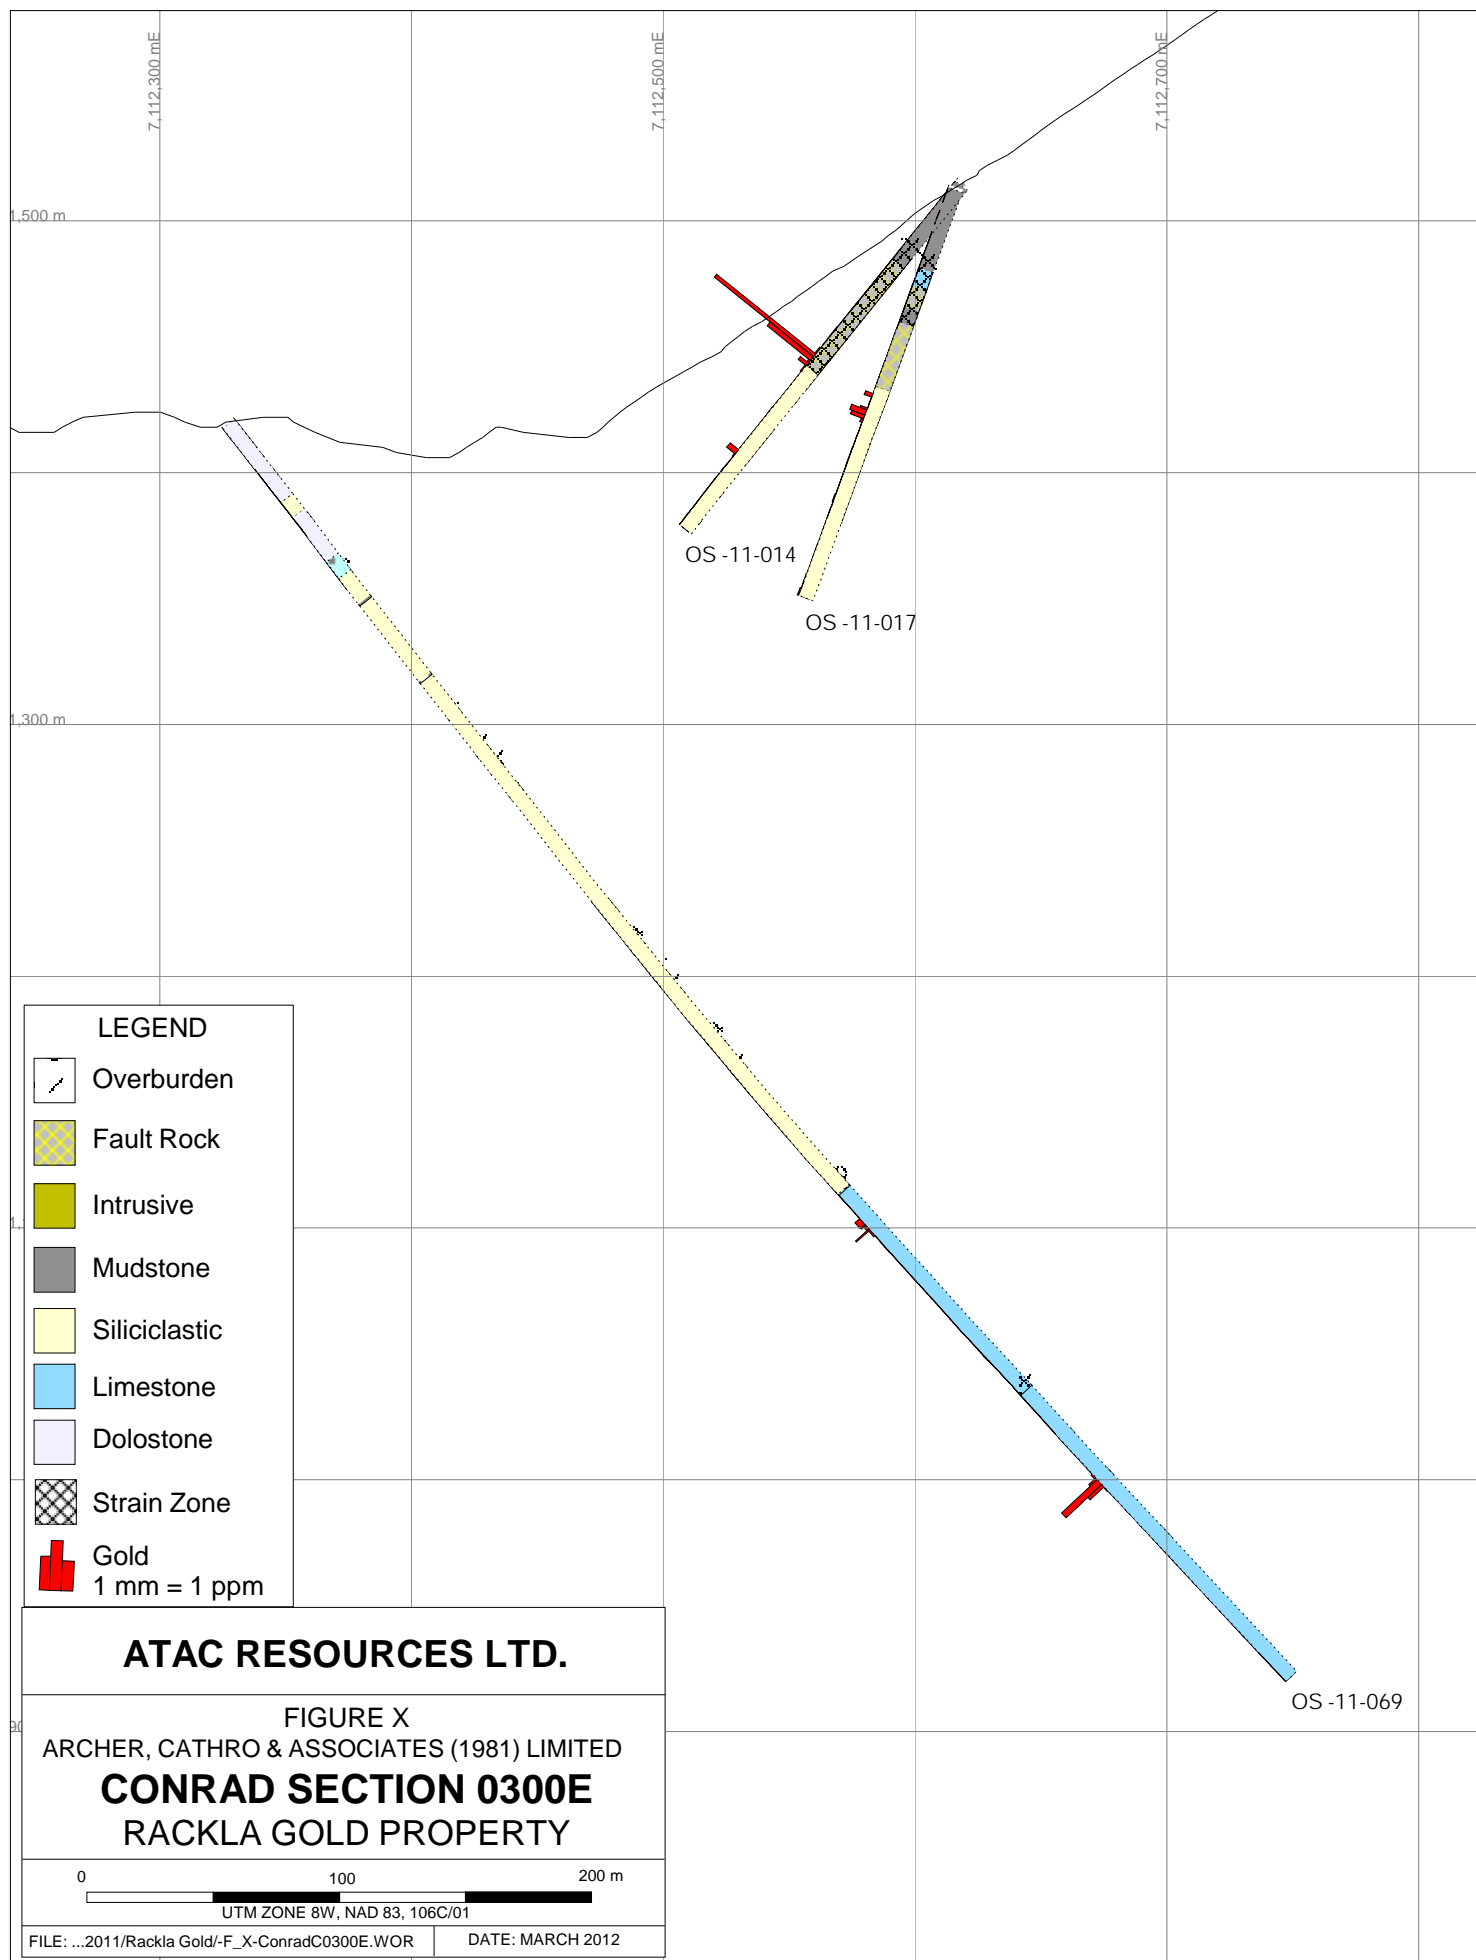 7,112,300 mE
7,112,500 mE
7,112,700 mE
1,500 m
OS -11-014
OS -11-017
1,300 m
LEGEND
Overburden
Fault Rock
Intrusive
Mudstone
Siliciclastic
Limestone
Dolostone
Strain Zone
Gold
1 mm = 1 ppm
OS -11-069
ATAC RESOURCES LTD.
FIGURE X
ARCHER, CATHRO & ASSOCIATES (1981) LIMITED
CONRAD SECTION 0300E
RACKLA GOLD PROPERTY
0 100 200 m
UTM ZONE 8W, NAD 83, 106C/01
FILE: ...2011/Rackla Gold/-F_X-ConradC0300E.WOR
DATE: MARCH 2012